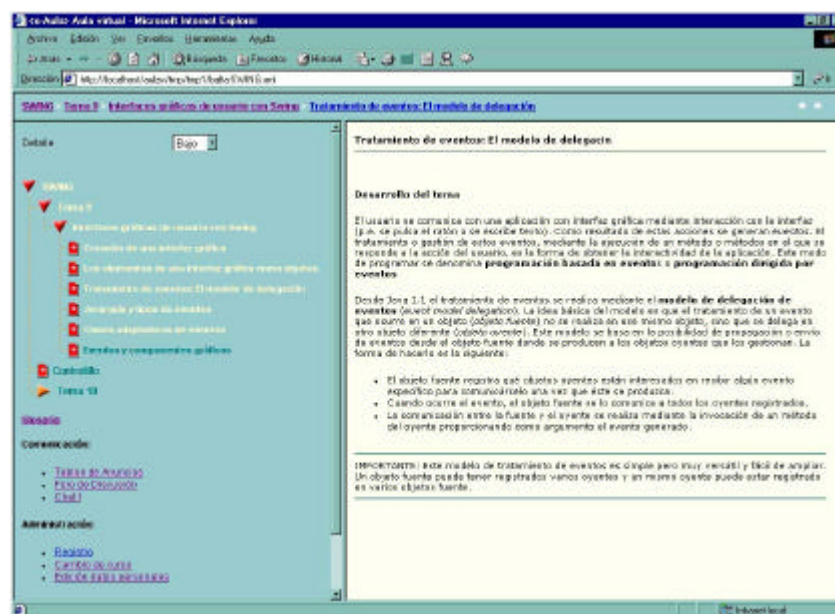 Aula virtual - Microsoft Internet Explorer
Archivo Edición Ver Favoritos Herramientas Ayuda
Búsqueda Favoritos Historial
Dirección
SWING Tema 9 Interfaces gráficas de usuario con Swing Tratamiento de eventos: El modelo de delegación
Detalle Bajo
SWING
Tema 9
Interfaces gráficas de usuario con Swing
Creación de una interfaz gráfica
Los elementos de una interfaz gráfica como objetos
Tratamiento de eventos: El modelo de delegación
Jerarquía y tipos de eventos
Clases adaptadoras de eventos
Eventos y componentes gráficos
Cuadradillo
Tema 10
Glosario
Comunicación:
Tablón de Anuncios
Foro de Discusión
Chat
Administración:
Registro
Cambio de curso
Edición datos personales
Tratamiento de eventos: El modelo de delegacin
Desarrollo del tema
El usuario se comunica con una aplicación con interfaz gráfica mediante interacción con la interfaz
(p.e. se pulsa el ratón o se escribe texto). Como resultado de estas acciones se generan eventos. El
tratamiento o gestión de estos eventos, mediante la ejecución de un método o métodos en el que se
responde a la acción del usuario, es la forma de obtener la interactividad de la aplicación. Este modo
de programar se denomina programación basada en eventos o programación dirigida por
eventos
Desde Java 1.1 el tratamiento de eventos se realiza mediante el modelo de delegación de
eventos (event model delegation). La idea básica del modelo es que el tratamiento de un evento
que ocurre en un objeto (objeto fuente) no se realiza en ese mismo objeto, sino que se delega en
otro objeto diferente (objeto oyente). Este modelo se basa en la posibilidad de propagación o envío
de eventos desde el objeto fuente donde se producen a los objetos oyentes que los gestionan. La
forma de hacerlo es la siguiente:
El objeto fuente registra qué objetos oyentes están interesados en recibir algún evento
específico para comunicárselo una vez que éste se produzca.
Cuando ocurre el evento, el objeto fuente se lo comunica a todos los oyentes registrados.
La comunicación entre la fuente y el oyente se realiza mediante la invocación de un método
del oyente proporcionando como argumento el evento generado.
IMPORTANTE: Este modelo de tratamiento de eventos es simple pero muy versátil y fácil de ampliar.
Un objeto fuente puede tener registrados varios oyentes y un mismo oyente puede estar registrado
en varios objetos fuente.
Intranet local